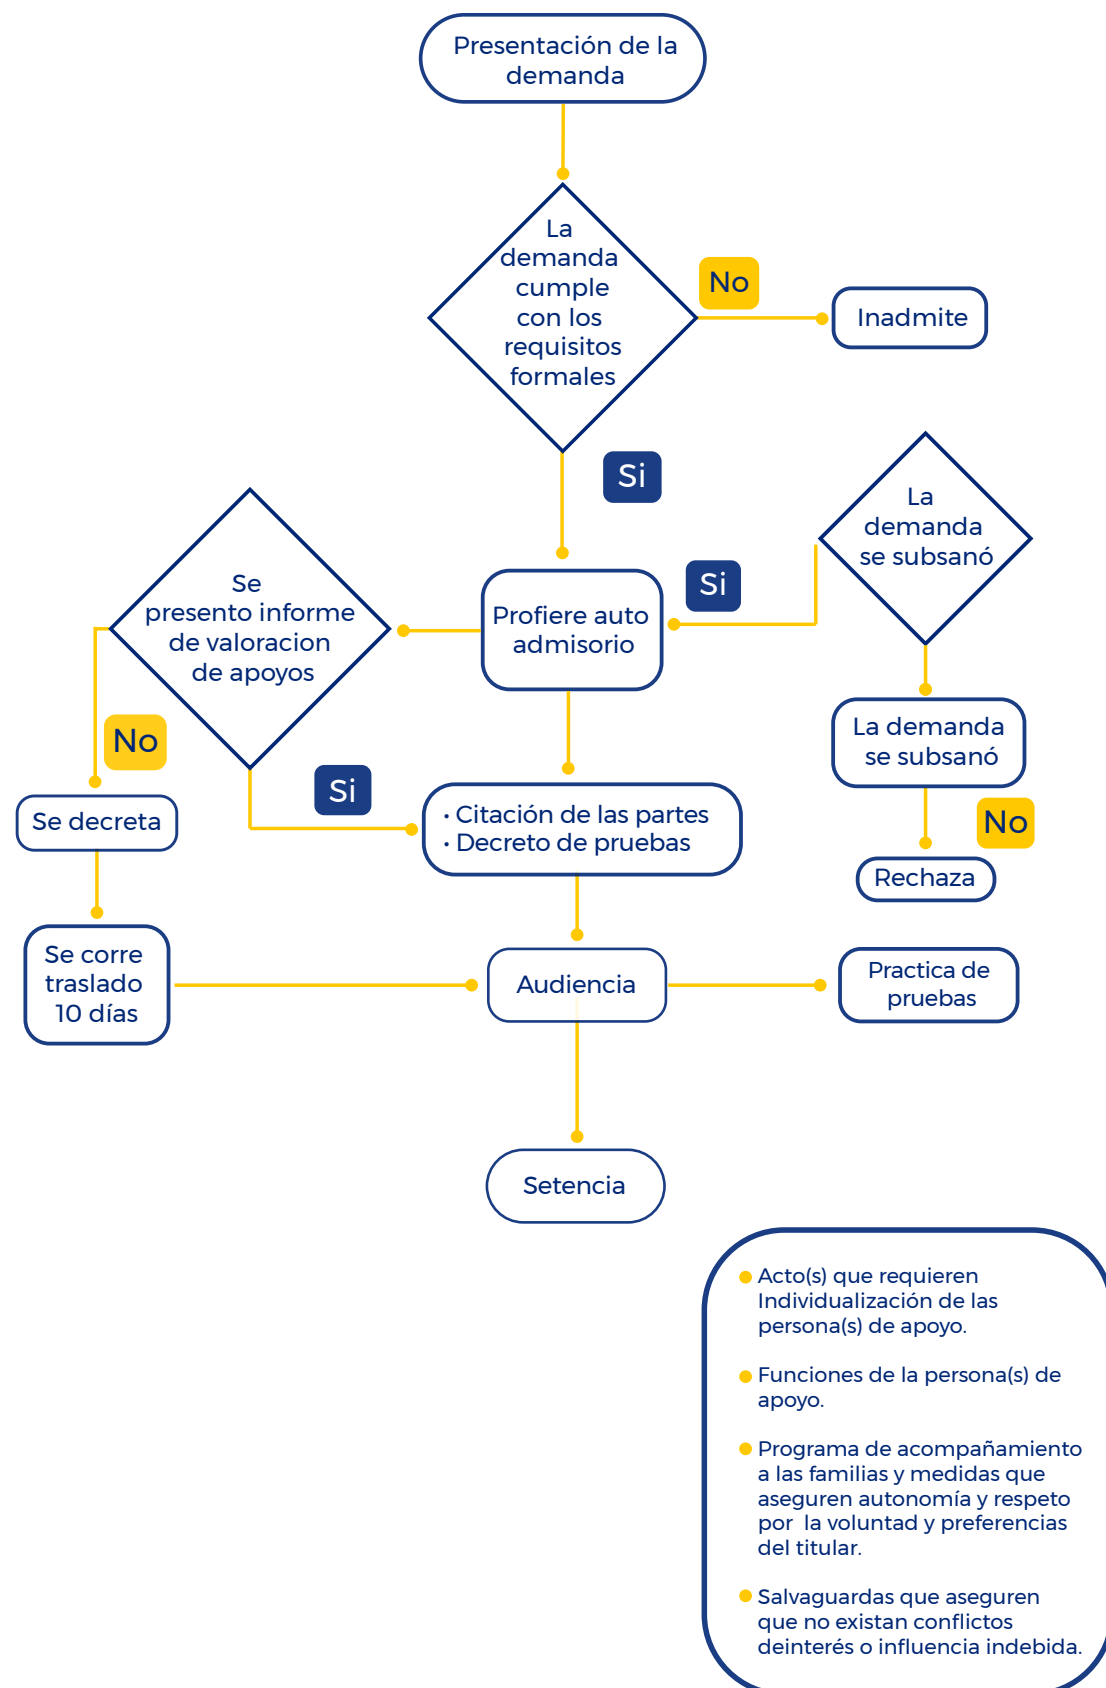 Presentación de la
demanda
La
demanda
cumple
con los
requisitos
formales
No
Inadmite
Si
La
demanda
se subsanó
Se
presento informe
de valoracion
de apoyos
Profiere auto
admisorio
Si
No
La demanda
se subsanó
Si
Se decreta
· Citación de las partes
· Decreto de pruebas
No
Rechaza
Se corre
traslado
10 días
Audiencia
Practica de
pruebas
Setencia
Acto(s) que requieren
Individualización de las
persona(s) de apoyo.
Funciones de la persona(s) de
apoyo.
Programa de acompañamiento
a las familias y medidas que
aseguren autonomía y respeto
por la voluntad y preferencias
del titular.
Salvaguardas que aseguren
que no existan conflictos
deinterés o influencia indebida.